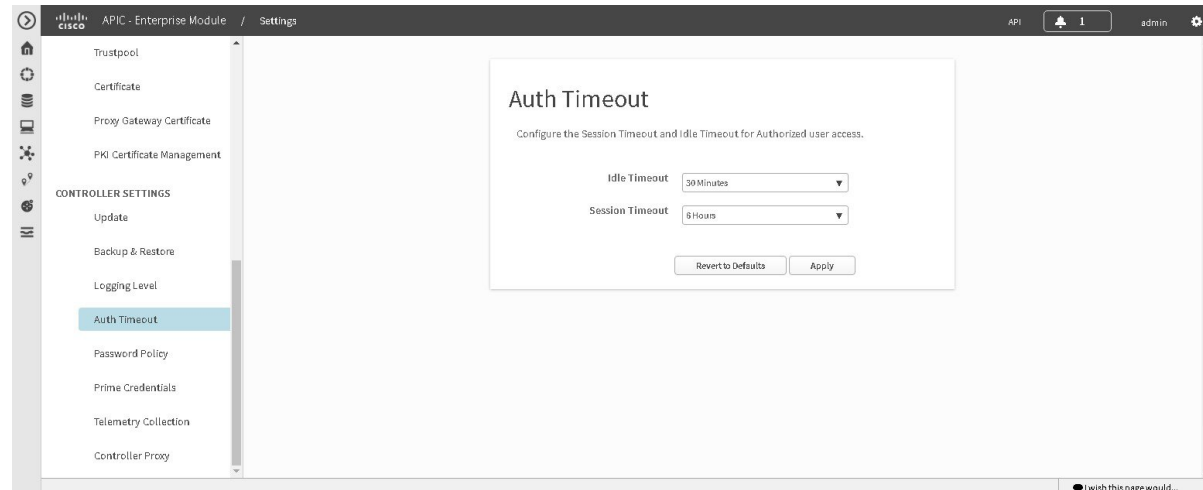 cisco APIC - Enterprise Module / Settings API 1 admin
Trustpool
Certificate
Proxy Gateway Certificate
PKI Certificate Management
CONTROLLER SETTINGS
Update
Backup & Restore
Logging Level
Auth Timeout
Password Policy
Prime Credentials
Telemetry Collection
Controller Proxy
Auth Timeout
Configure the Session Timeout and Idle Timeout for Authorized user access.
Idle Timeout 30 Minutes
Session Timeout 6 Hours
Revert to Defaults Apply
I wish this page would...